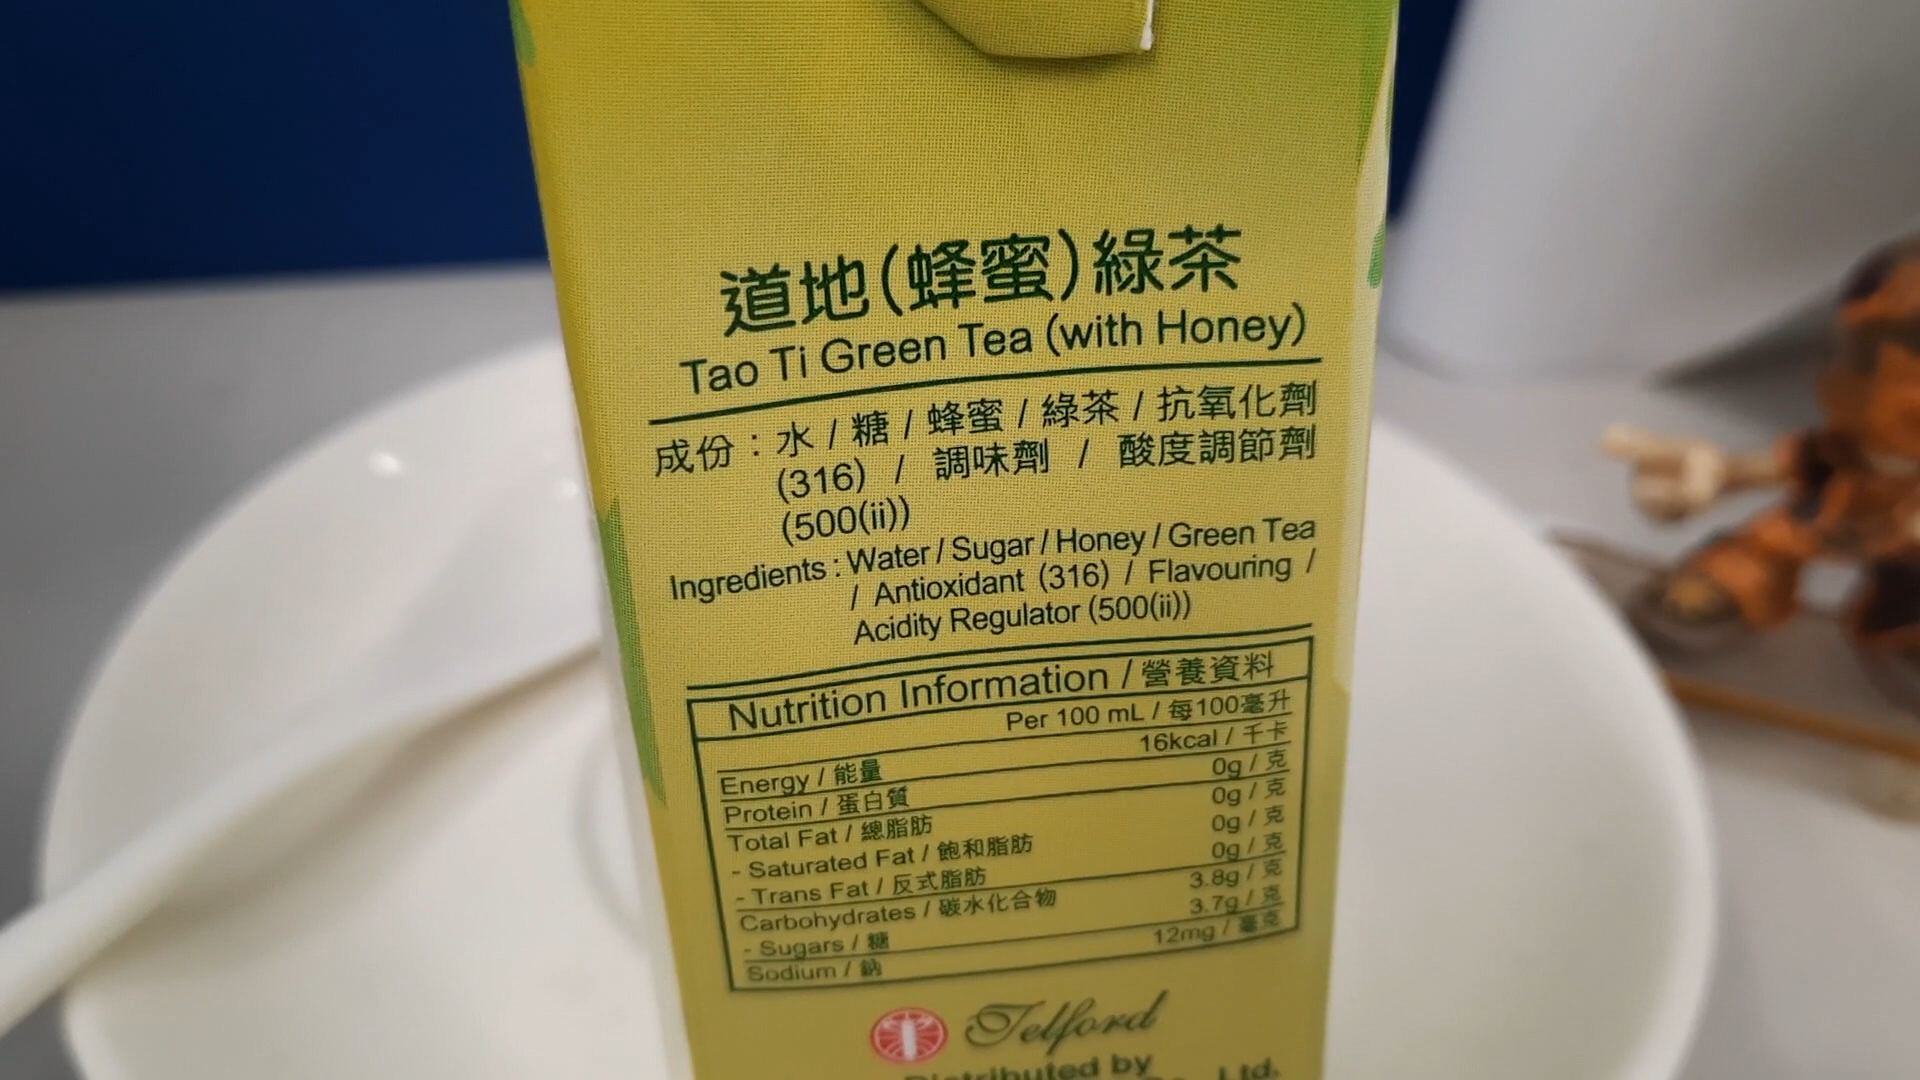 道地(蜂蜜)綠茶
Tao Ti Green Tea (with Honey)
成份：水 / 糖 / 蜂蜜 / 綠茶 / 抗氧化劑
(316) / 調味劑 / 酸度調節劑
(500(ii))
Ingredients : Water / Sugar / Honey / Green Tea
/ Antioxidant (316) / Flavouring /
Acidity Regulator (500(ii))
Nutrition Information / 營養資料
Per 100 mL / 每100毫升
Energy / 能量 16kcal / 千卡
Protein / 蛋白質 0g / 克
Total Fat / 總脂肪 0g / 克
- Saturated Fat / 飽和脂肪 0g / 克
- Trans Fat / 反式脂肪 0g / 克
Carbohydrates / 碳水化合物 3.8g / 克
- Sugars / 糖 3.7g / 克
Sodium / 鈉 12mg / 毫克
Telford
Distributed by
Ltd.